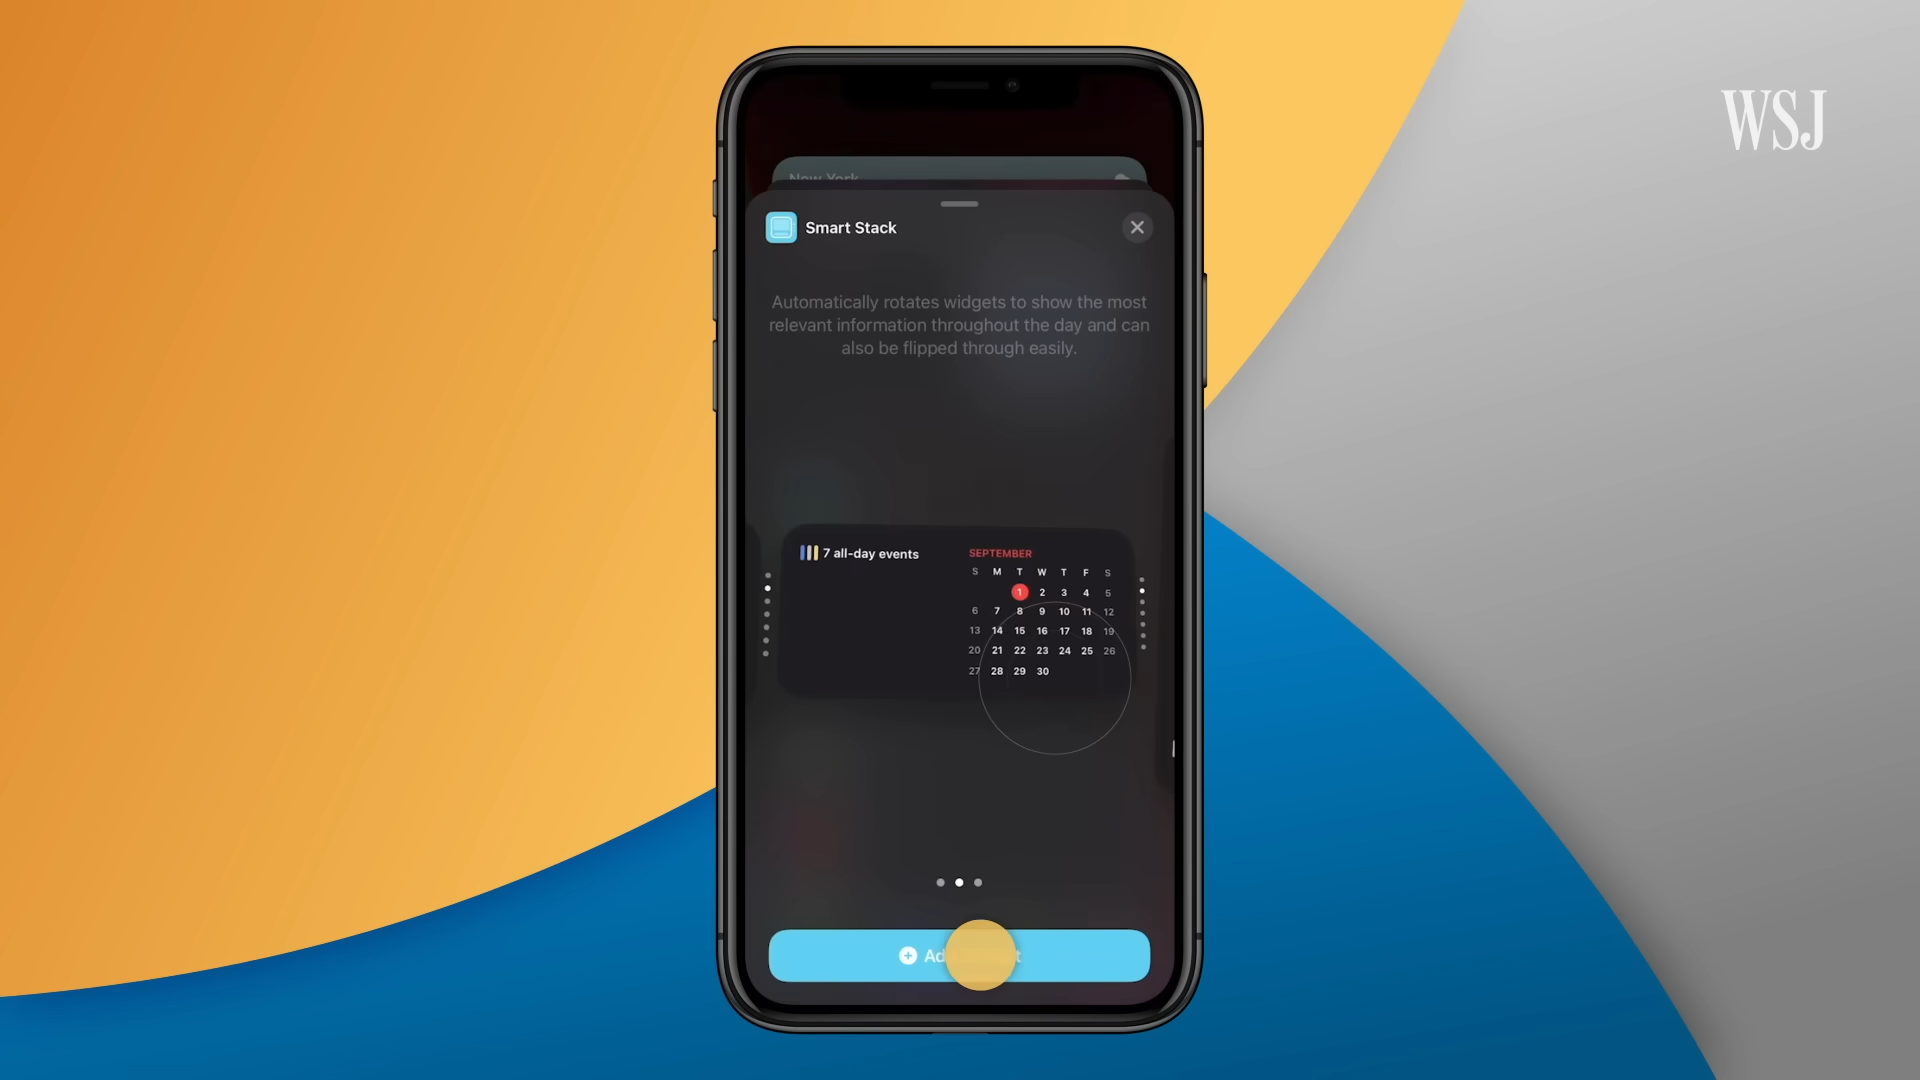 WSJ
New York
Smart Stack
Automatically rotates widgets to show the most
relevant information throughout the day and can
also be flipped through easily.
7 all-day events
SEPTEMBER
S M T W T F S
1 2 3 4 5
6 7 8 9 10 11 12
13 14 15 16 17 18 19
20 21 22 23 24 25 26
27 28 29 30